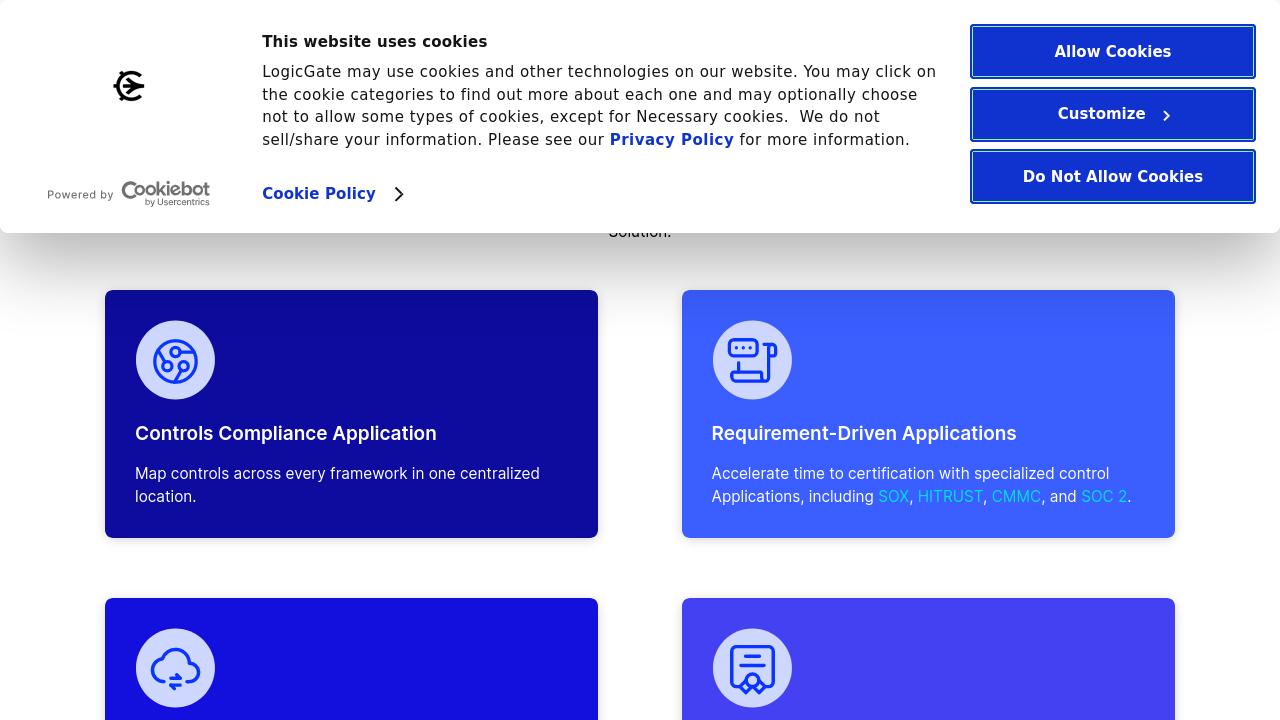 This website uses cookies
LogicGate may use cookies and other technologies on our website. You may click on
the cookie categories to find out more about each one and may optionally choose
not to allow some types of cookies, except for Necessary cookies.  We do not
sell/share your information. Please see our Privacy Policy for more information.
Cookie Policy
Powered by Cookiebot
by Usercentrics
Allow Cookies
Customize
Do Not Allow Cookies
Solution.
Controls Compliance Application
Map controls across every framework in one centralized
location.
Requirement-Driven Applications
Accelerate time to certification with specialized control
Applications, including SOX, HITRUST, CMMC, and SOC 2.